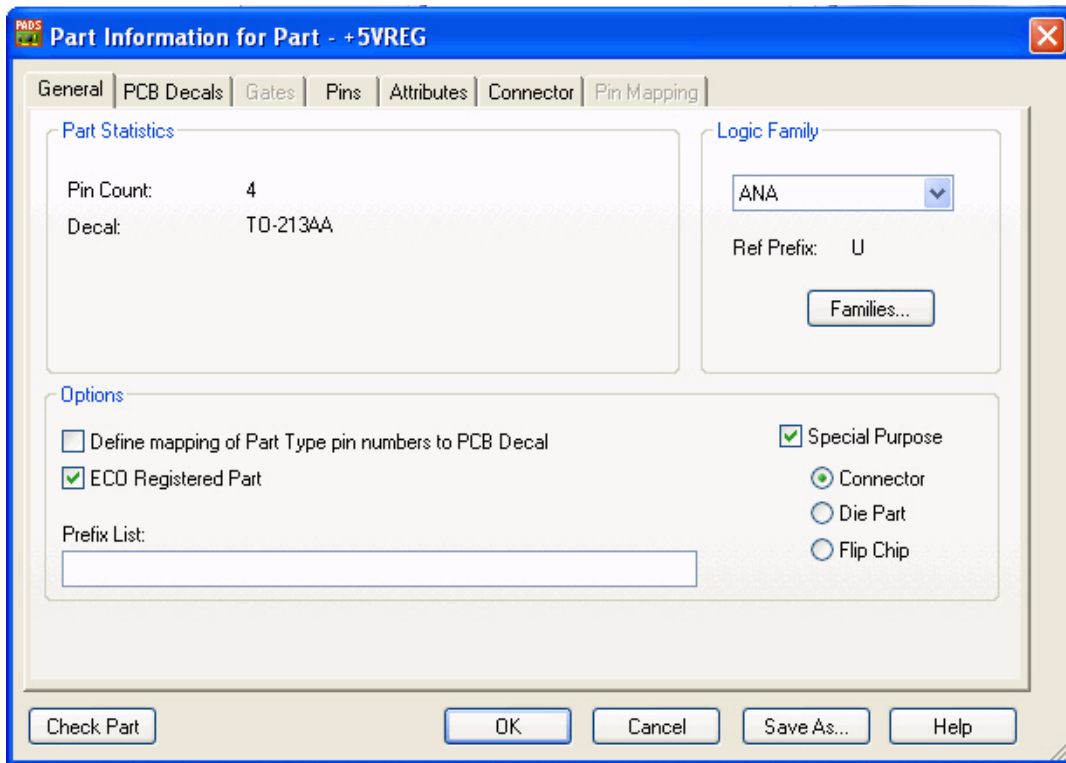 PADS
Part Information for Part - +5VREG
General PCB Decals Gates Pins Attributes Connector Pin Mapping
Part Statistics
Pin Count: 4
Decal: TO-213AA
Logic Family
ANA
Ref Prefix: U
Families...
Options
Define mapping of Part Type pin numbers to PCB Decal
ECO Registered Part
Prefix List:
Special Purpose
Connector
Die Part
Flip Chip
Check Part OK Cancel Save As... Help